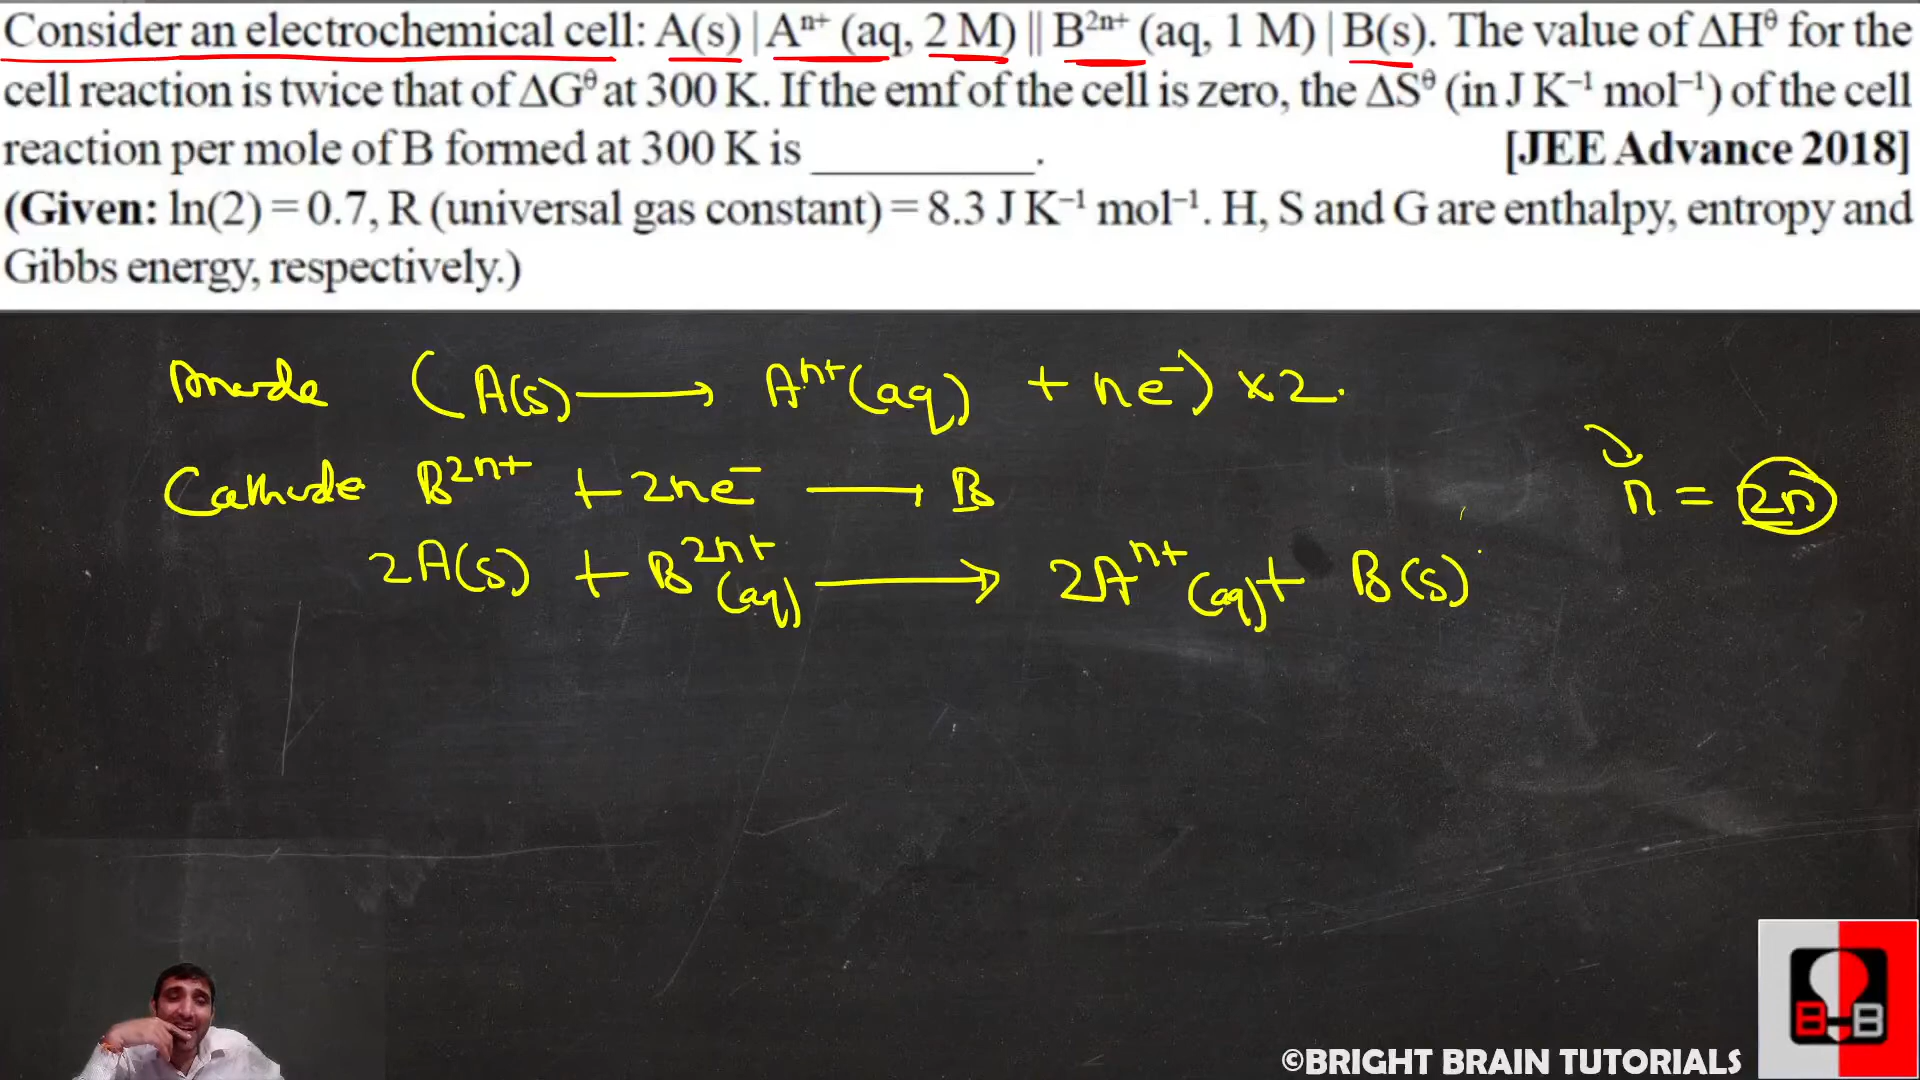 Consider an electrochemical cell: A(s) | Aⁿ⁺ (aq, 2 M) || B²ⁿ⁺ (aq, 1 M) | B(s). The value of ΔH^θ for the
cell reaction is twice that of ΔG^θ at 300 K. If the emf of the cell is zero, the ΔS^θ (in J K⁻¹ mol⁻¹) of the cell
reaction per mole of B formed at 300 K is __________. [JEE Advance 2018]
(Given: ln(2) = 0.7, R (universal gas constant) = 8.3 J K⁻¹ mol⁻¹. H, S and G are enthalpy, entropy and
Gibbs energy, respectively.)
Anode (A(s) ⟶ Aⁿ⁺(aq) + ne⁻) × 2.
Cathode B²ⁿ⁺ + 2ne⁻ ⟶ B
n = 2n
2A(s) + B²ⁿ⁺(aq) ⟶ 2Aⁿ⁺(aq) + B(s)
B-B
©BRIGHT BRAIN TUTORIALS